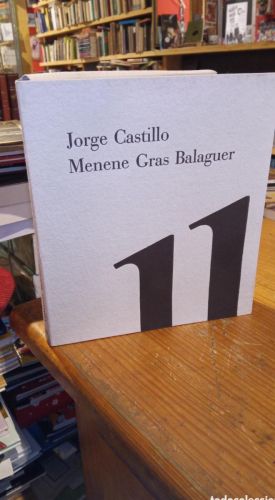 Jorge Castillo
Menene Gras Balaguer
11